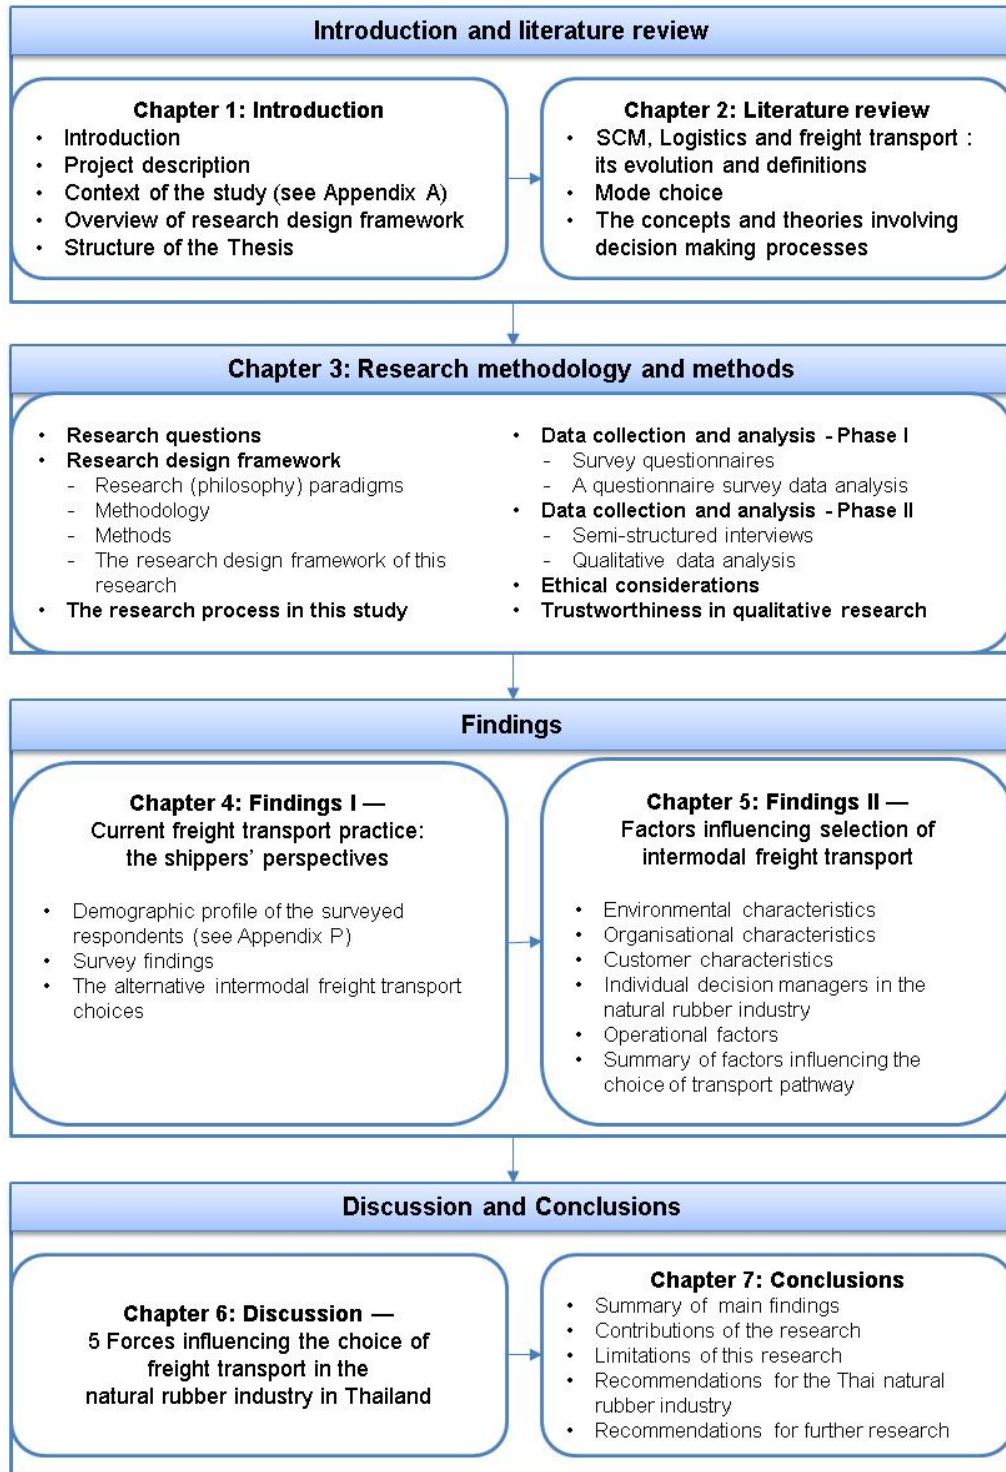 Introduction and literature review
Chapter 1: Introduction
• Introduction
• Project description
• Context of the study (see Appendix A)
• Overview of research design framework
• Structure of the Thesis
Chapter 2: Literature review
• SCM, Logistics and freight transport :
its evolution and definitions
• Mode choice
• The concepts and theories involving
decision making processes
Chapter 3: Research methodology and methods
• Research questions
• Research design framework
- Research (philosophy) paradigms
- Methodology
- Methods
- The research design framework of this
research
• The research process in this study
• Data collection and analysis - Phase I
- Survey questionnaires
- A questionnaire survey data analysis
• Data collection and analysis - Phase II
- Semi-structured interviews
- Qualitative data analysis
• Ethical considerations
• Trustworthiness in qualitative research
Findings
Chapter 4: Findings I —
Current freight transport practice:
the shippers' perspectives
• Demographic profile of the surveyed
respondents (see Appendix P)
• Survey findings
• The alternative intermodal freight transport
choices
Chapter 5: Findings II —
Factors influencing selection of
intermodal freight transport
• Environmental characteristics
• Organisational characteristics
• Customer characteristics
• Individual decision managers in the
natural rubber industry
• Operational factors
• Summary of factors influencing the
choice of transport pathway
Discussion and Conclusions
Chapter 6: Discussion —
5 Forces influencing the choice of
freight transport in the
natural rubber industry in Thailand
Chapter 7: Conclusions
• Summary of main findings
• Contributions of the research
• Limitations of this research
• Recommendations for the Thai natural
rubber industry
• Recommendations for further research